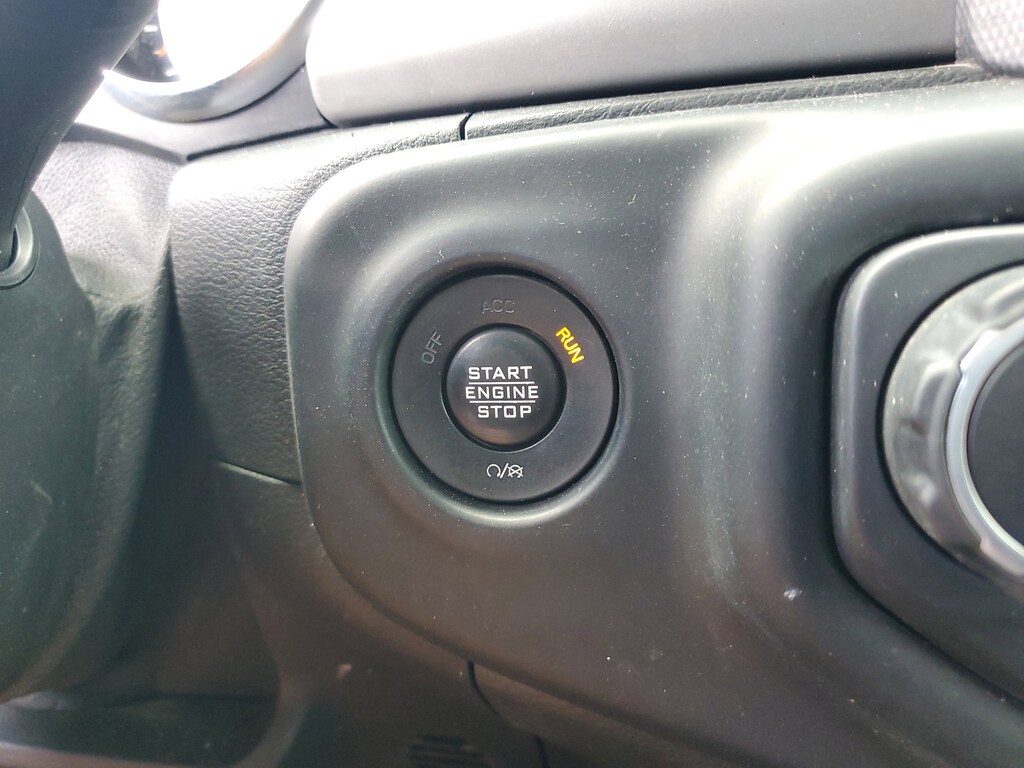 ACC
OFF
RUN
START
ENGINE
STOP